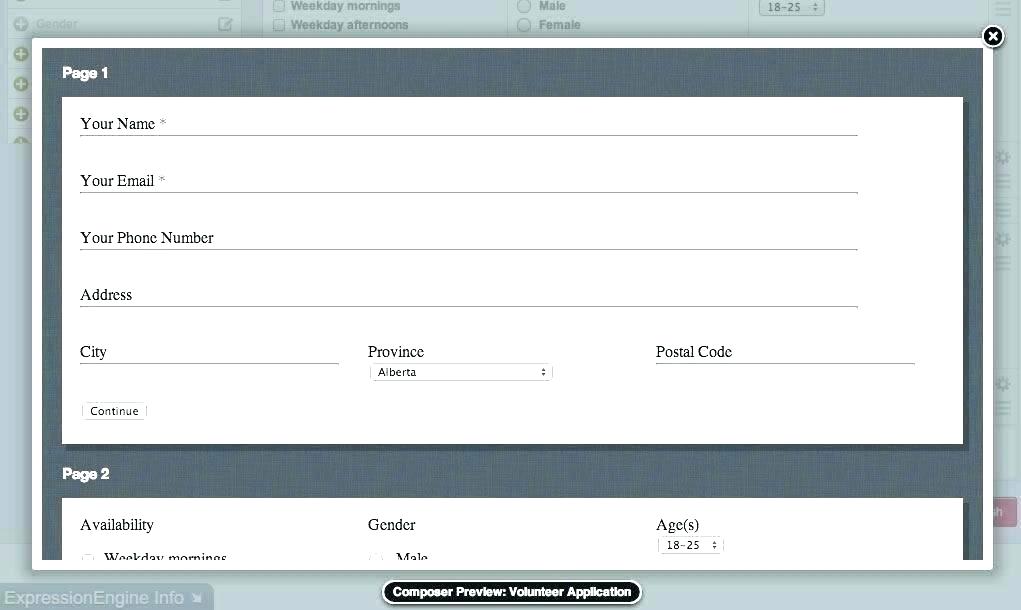 Weekday mornings Male 18-25
Gender Weekday afternoons Female
Page 1
Your Name *
Your Email *
Your Phone Number
Address
City Province Postal Code
Alberta
Continue
Page 2
Availability Gender Age(s)
18-25
Weekday mornings Male
ExpressionEngine Info
Composer Preview: Volunteer Application